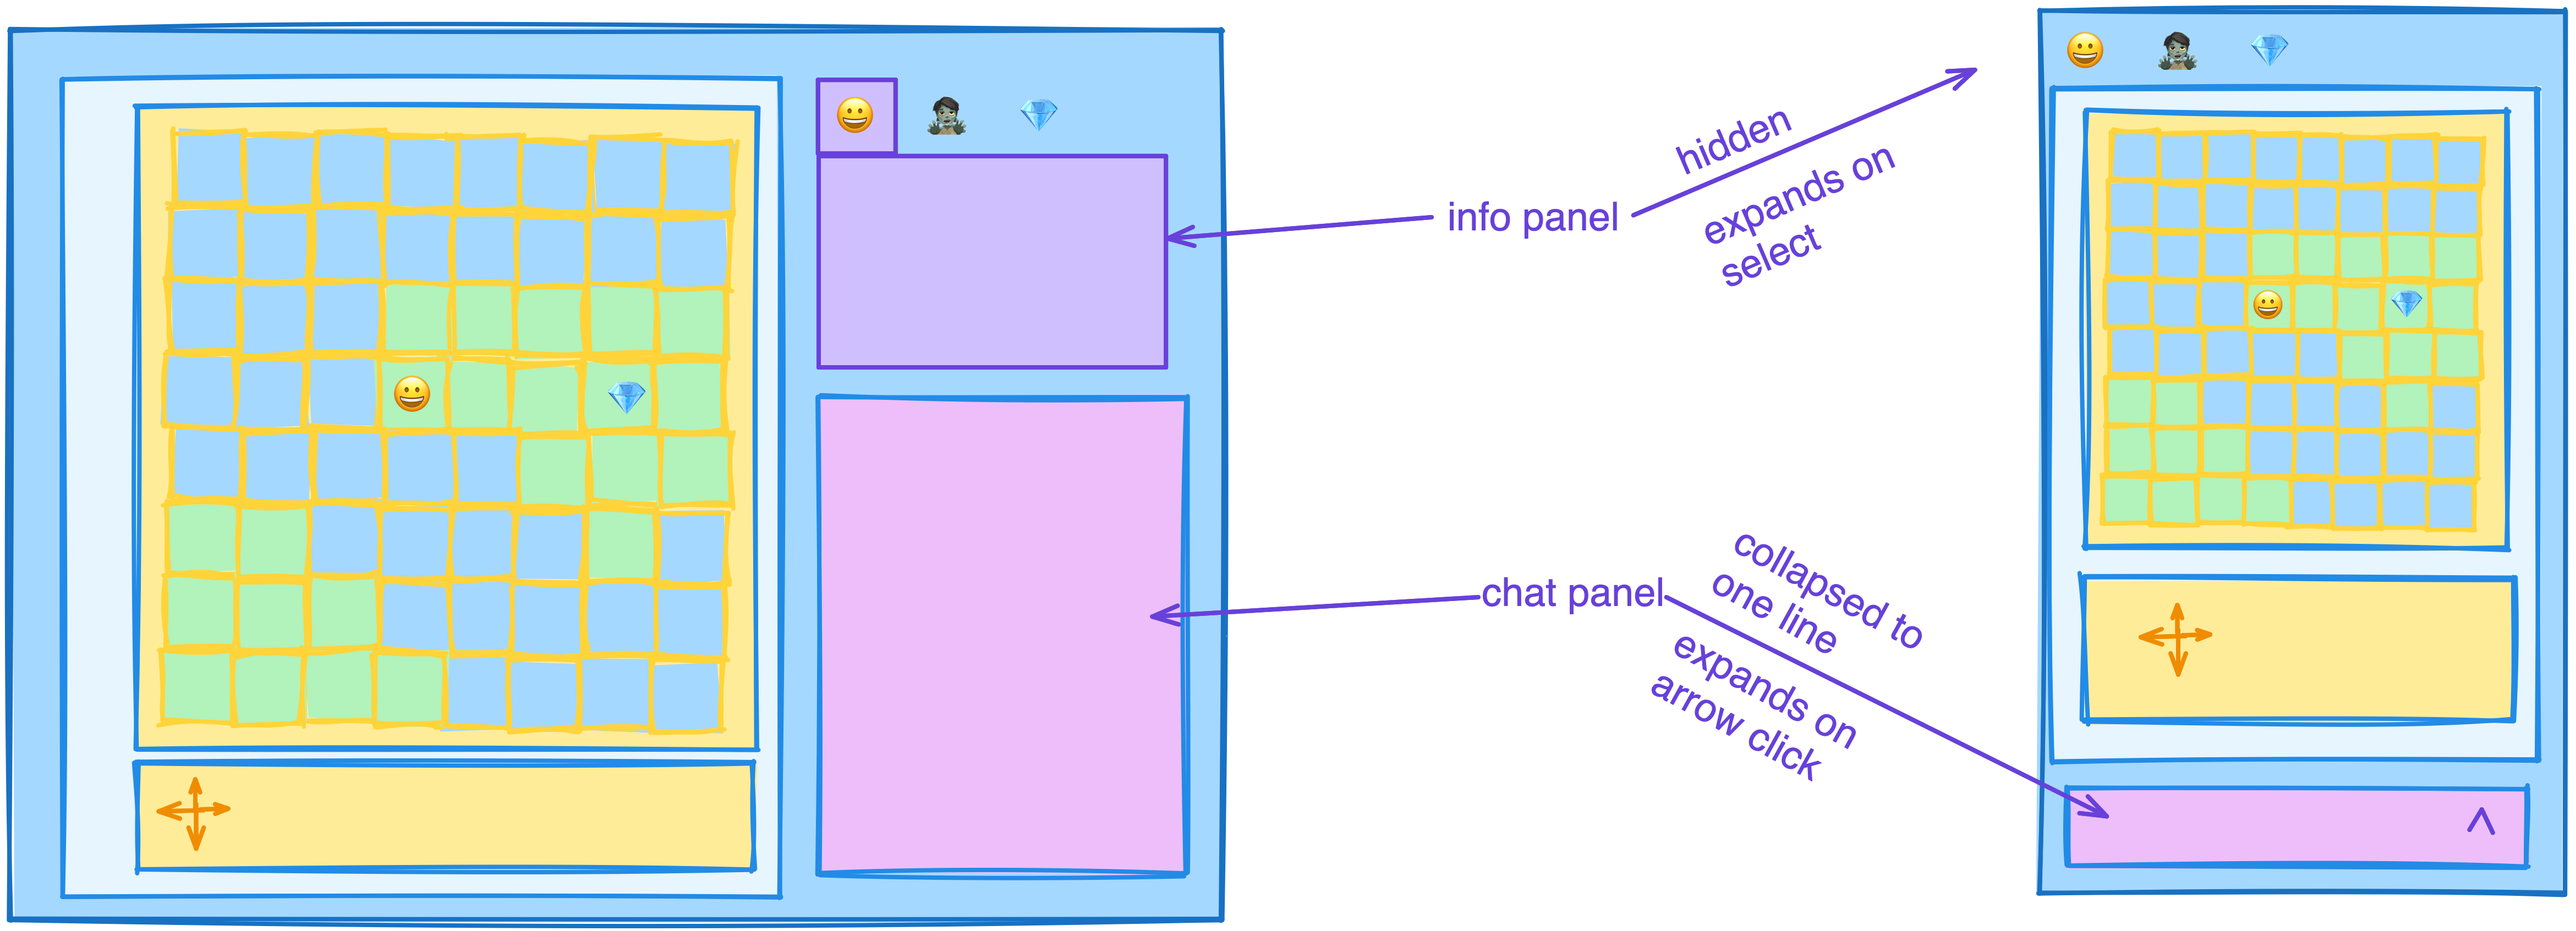 info panel
hidden
expands on
select
chat panel
collapsed to
one line
expands on
arrow click